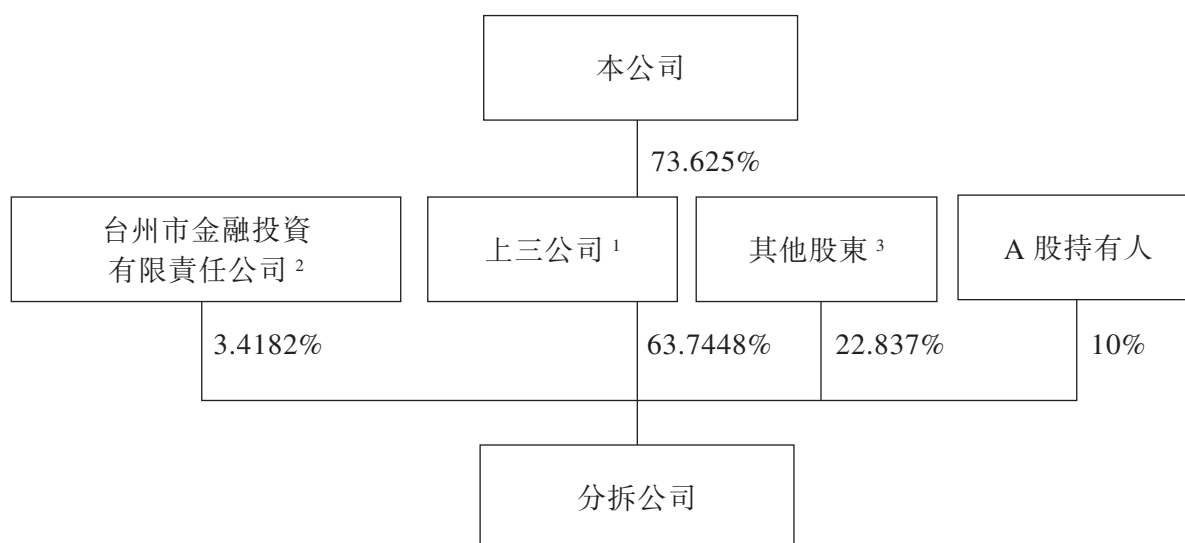 本公司
73.625%
台州市金融投資
有限責任公司 2
上三公司 1
其他股東 3
A 股持有人
3.4182%
63.7448%
22.837%
10%
分拆公司